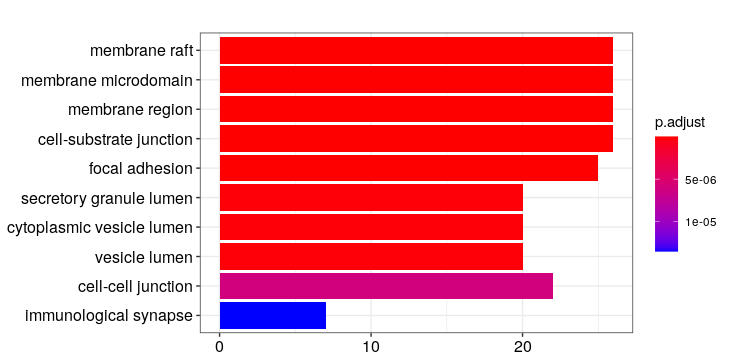 membrane raft
membrane microdomain
membrane region
cell-substrate junction
focal adhesion
secretory granule lumen
cytoplasmic vesicle lumen
vesicle lumen
cell-cell junction
immunological synapse
0 10 20
p.adjust
5e-06
1e-05